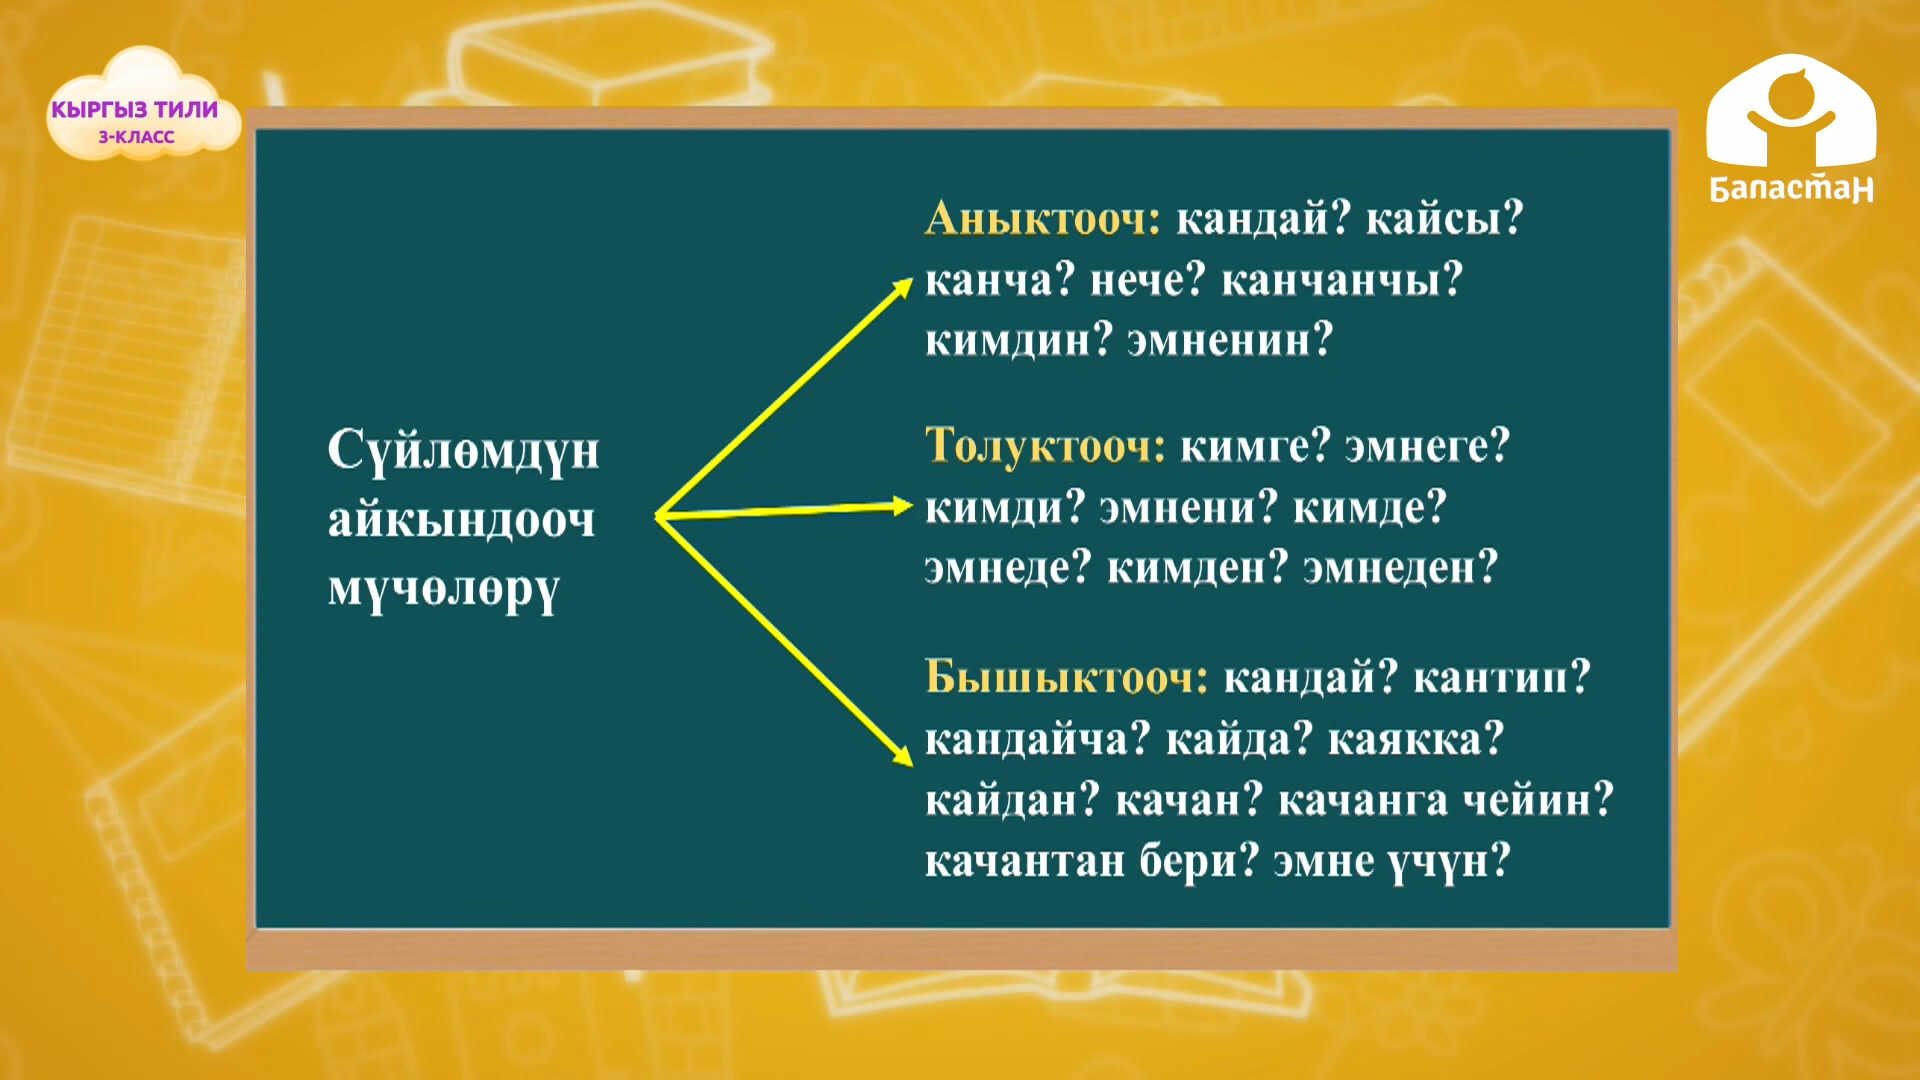 КЫРГЫЗ ТИЛИ
3-КЛАСС
Баластан
Сүйлөмдүн
айкындооч
мүчөлөрү
Аныктооч: кандай? кайсы?
канча? нече? канчанчы?
кимдин? эмненин?
Толуктооч: кимге? эмнеге?
кимди? эмнени? кимде?
эмнеде? кимден? эмнеден?
Бышыктооч: кандай? кантип?
кандайча? кайда? каякка?
кайдан? качан? качанга чейин?
качантан бери? эмне үчүн?